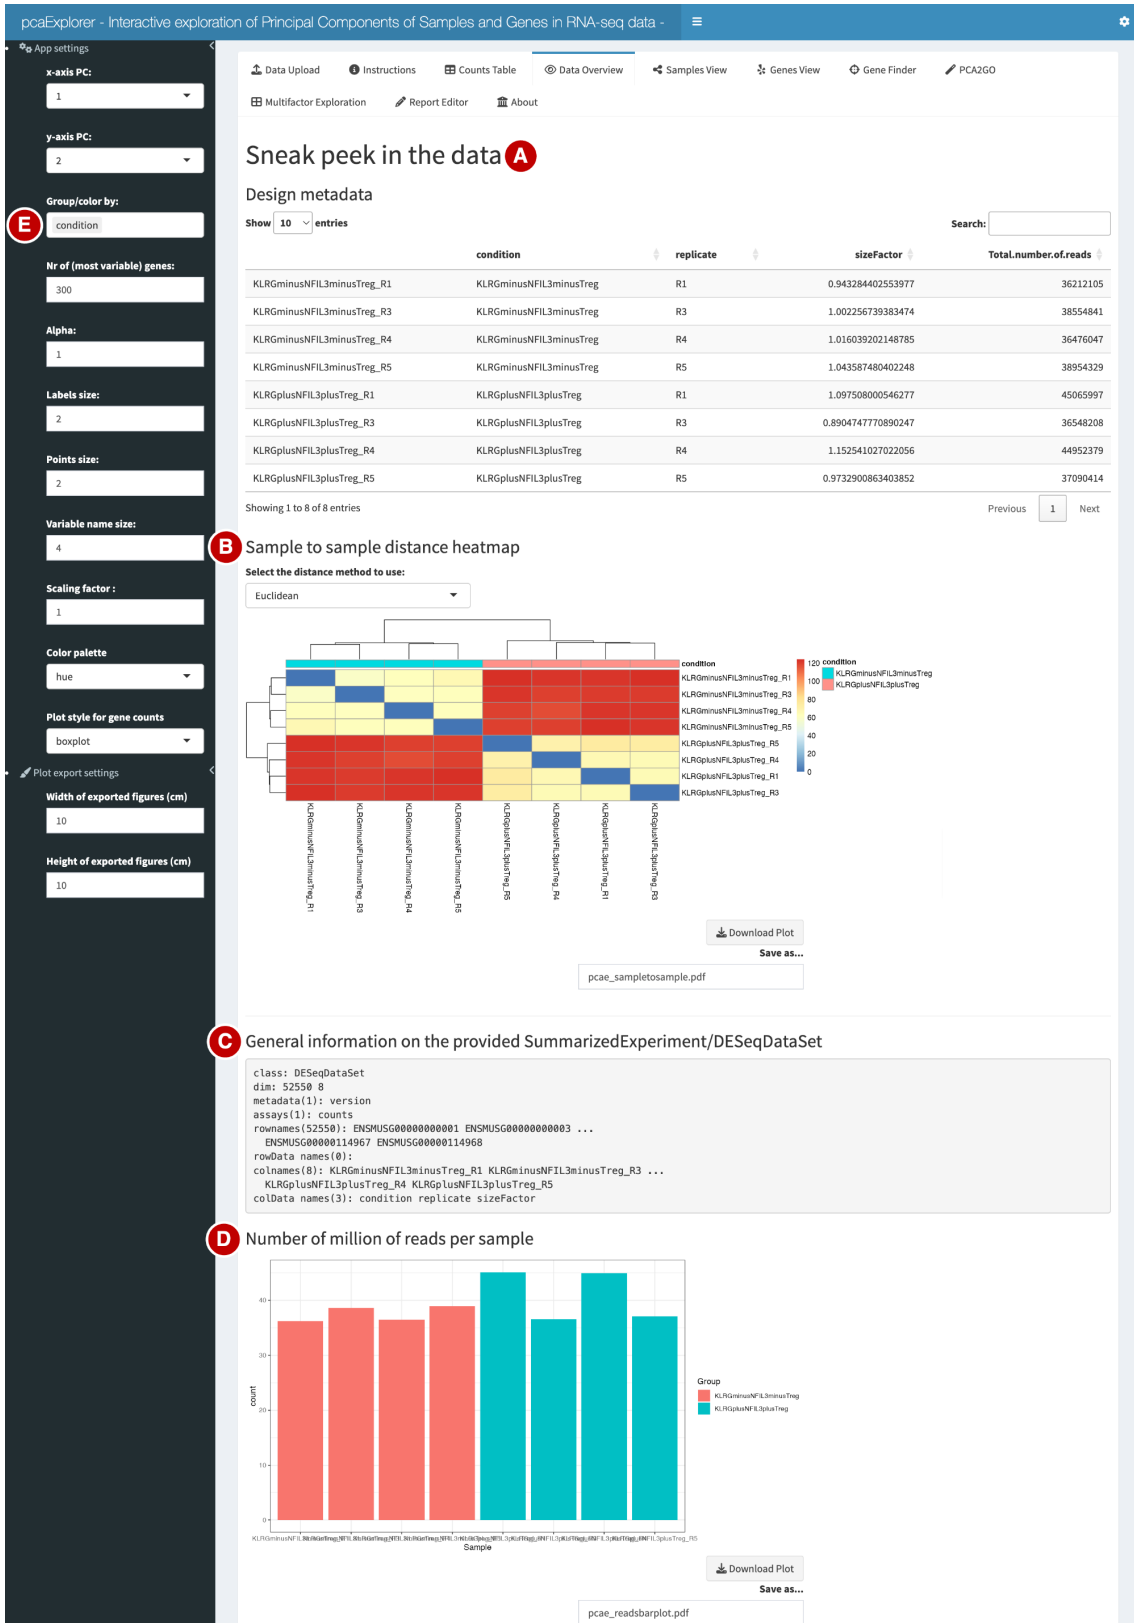 pcaExplorer - Interactive exploration of Principal Components of Samples and Genes in RNA-seq data -
App settings
x-axis PC:
1
y-axis PC:
2
Group/color by:
E
condition
Nr of (most variable) genes:
300
Alpha:
1
Labels size:
2
Points size:
2
Variable name size:
4
Scaling factor :
1
Color palette
hue
Plot style for gene counts
boxplot
Plot export settings
Width of exported figures (cm)
10
Height of exported figures (cm)
10
Data Upload Instructions Counts Table Data Overview Samples View Genes View Gene Finder PCA2GO
Multifactor Exploration Report Editor About
Sneak peek in the data A
Design metadata
Show 10 entries Search:
condition replicate sizeFactor Total.number.of.reads
KLRGminusNFIL3minusTreg_R1 KLRGminusNFIL3minusTreg R1 0.943284402553977 36212105
KLRGminusNFIL3minusTreg_R3 KLRGminusNFIL3minusTreg R3 1.002256739383474 38554841
KLRGminusNFIL3minusTreg_R4 KLRGminusNFIL3minusTreg R4 1.016039202148785 36476047
KLRGminusNFIL3minusTreg_R5 KLRGminusNFIL3minusTreg R5 1.043587480402248 38954329
KLRGplusNFIL3plusTreg_R1 KLRGplusNFIL3plusTreg R1 1.097508000546277 45065997
KLRGplusNFIL3plusTreg_R3 KLRGplusNFIL3plusTreg R3 0.8904747770890247 36548208
KLRGplusNFIL3plusTreg_R4 KLRGplusNFIL3plusTreg R4 1.152541027022056 44952379
KLRGplusNFIL3plusTreg_R5 KLRGplusNFIL3plusTreg R5 0.9732900863403852 37090414
Showing 1 to 8 of 8 entries Previous 1 Next
B Sample to sample distance heatmap
Select the distance method to use:
Euclidean
condition
KLRGminusNFIL3minusTreg_R1
KLRGminusNFIL3minusTreg_R3
KLRGminusNFIL3minusTreg_R4
KLRGminusNFIL3minusTreg_R5
KLRGplusNFIL3plusTreg_R5
KLRGplusNFIL3plusTreg_R4
KLRGplusNFIL3plusTreg_R1
KLRGplusNFIL3plusTreg_R3
120
100
80
60
40
20
0
condition
KLRGminusNFIL3minusTreg
KLRGplusNFIL3plusTreg
KLRGminusNFIL3minusTreg_R1
KLRGminusNFIL3minusTreg_R3
KLRGminusNFIL3minusTreg_R4
KLRGminusNFIL3minusTreg_R5
KLRGplusNFIL3plusTreg_R5
KLRGplusNFIL3plusTreg_R4
KLRGplusNFIL3plusTreg_R1
KLRGplusNFIL3plusTreg_R3
Download Plot
Save as...
pcae_sampletosample.pdf
C General information on the provided SummarizedExperiment/DESeqDataSet
class: DESeqDataSet
dim: 52550 8
metadata(1): version
assays(1): counts
rownames(52550): ENSMUSG00000000001 ENSMUSG00000000003 ...
ENSMUSG00000114967 ENSMUSG00000114968
rowData names(0):
colnames(8): KLRGminusNFIL3minusTreg_R1 KLRGminusNFIL3minusTreg_R3 ...
KLRGplusNFIL3plusTreg_R4 KLRGplusNFIL3plusTreg_R5
colData names(3): condition replicate sizeFactor
D Number of million of reads per sample
40
30
20
10
0
count
Sample
Group
KLRGminusNFIL3minusTreg
KLRGplusNFIL3plusTreg
Download Plot
Save as...
pcae_readsbarplot.pdf